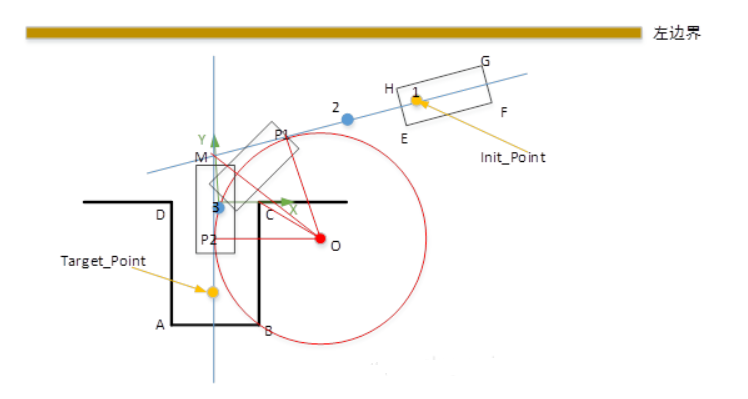 左边界
G
H
1
2
F
E
P1
Y
M
Init_Point
3
X
D
C
P2
O
Target_Point
A
B